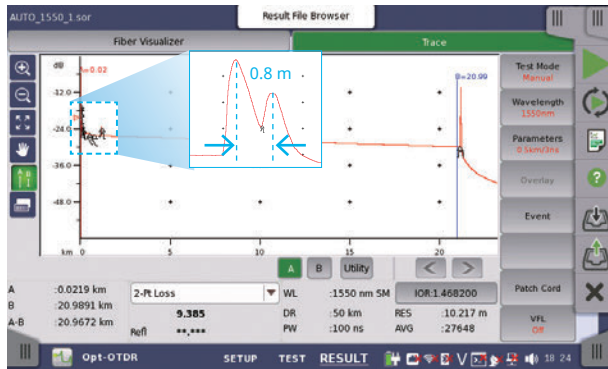 AUTO_1550_1.sor
Result File Browser
Fiber Visualizer
Trace
dB
A=0.02
B=20.99
0.8 m
-12.0
-24.0
-36.0
-48.0
km 0 5 10 15 20
Test Mode
Manual
Wavelength
1550nm
Parameters
0.5km/3ns
Overlay
Event
Patch Cord
VFL
Off
A B Utility < >
A :0.0219 km
B :20.9891 km
A-B :20.9672 km
2-Pt Loss
9.385
Refl **.***
WL :1550 nm SM
IOR:1.468200
DR :50 km
RES :10.217 m
PW :100 ns
AVG :27648
Opt-OTDR
SETUP TEST RESULT
18 24